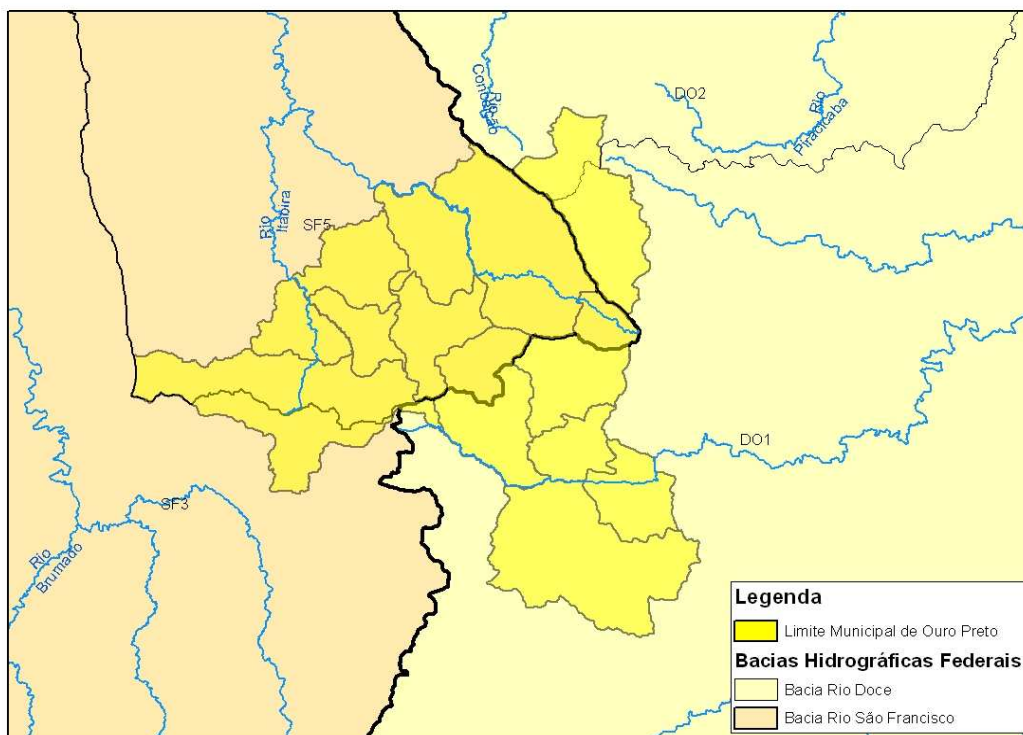 Rio
Conceição
DO2
Rio
Piracicaba
Rio
Itabira
SF5
DO1
SF3
Rio
Brumado
Legenda
Limite Municipal de Ouro Preto
Bacias Hidrográficas Federais
Bacia Rio Doce
Bacia Rio São Francisco